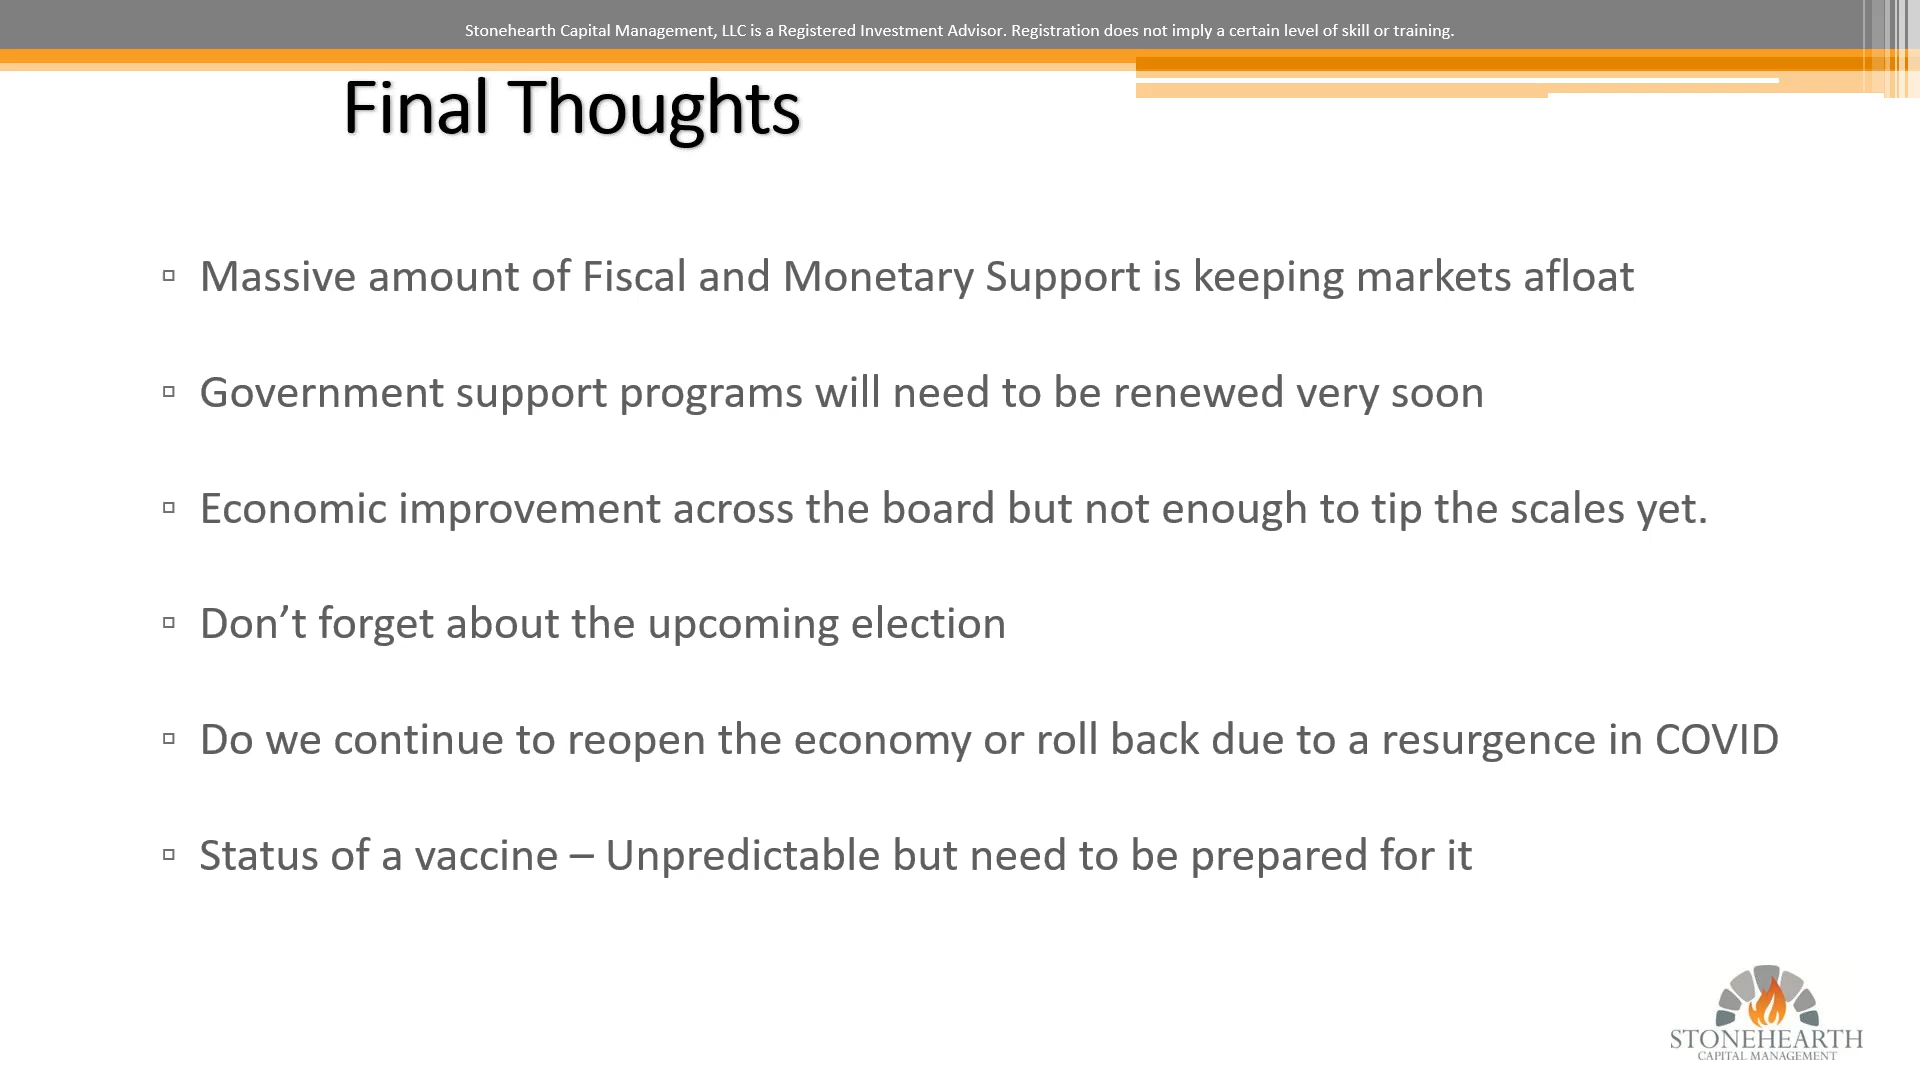 Stonehearth Capital Management, LLC is a Registered Investment Advisor. Registration does not imply a certain level of skill or training.
Final Thoughts
▫ Massive amount of Fiscal and Monetary Support is keeping markets afloat
▫ Government support programs will need to be renewed very soon
▫ Economic improvement across the board but not enough to tip the scales yet.
▫ Don’t forget about the upcoming election
▫ Do we continue to reopen the economy or roll back due to a resurgence in COVID
▫ Status of a vaccine – Unpredictable but need to be prepared for it
STONEHEARTH
CAPITAL MANAGEMENT